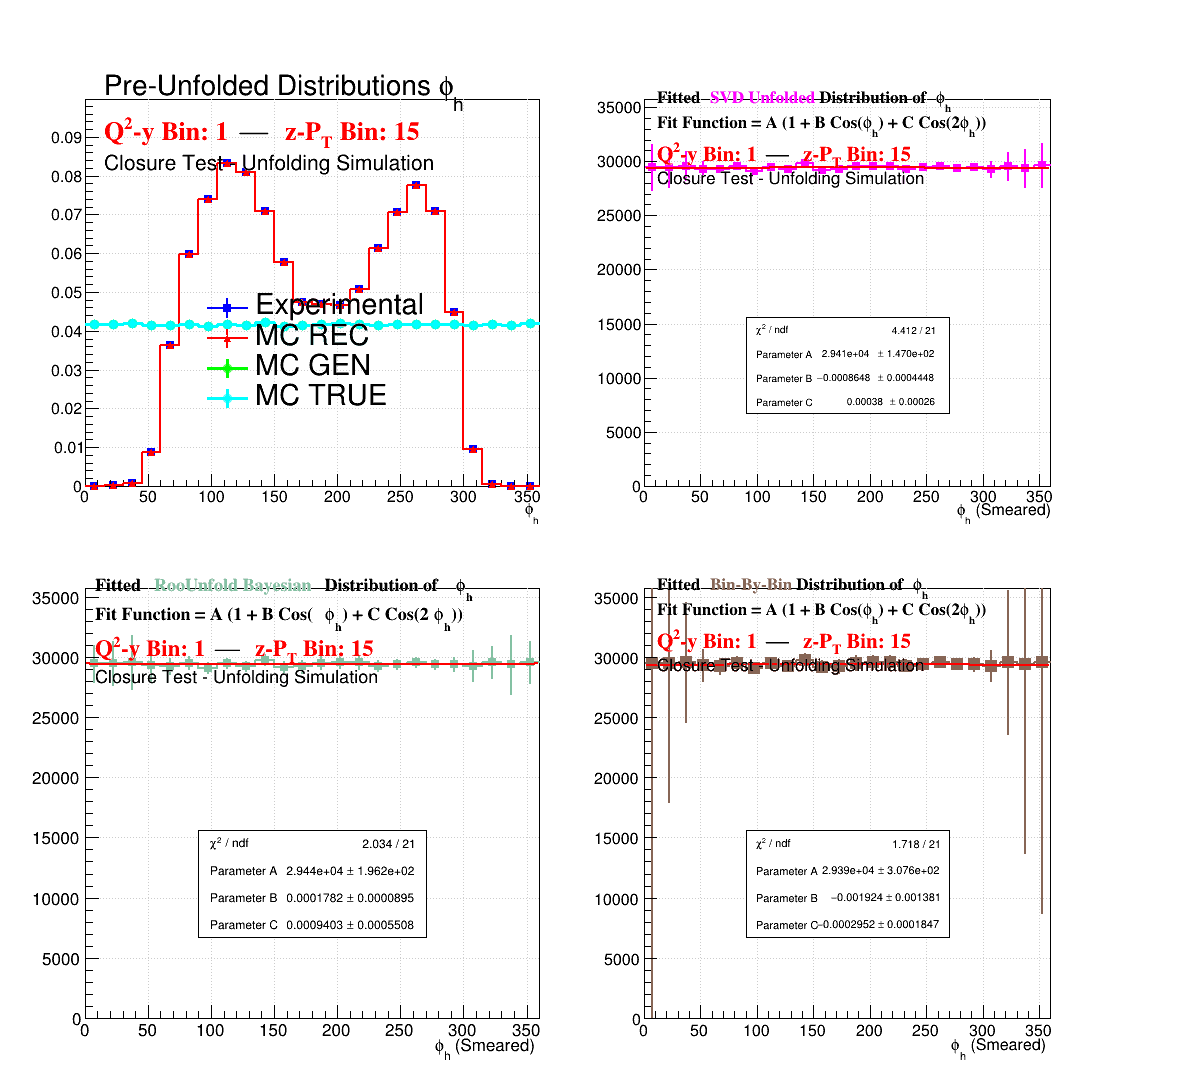 Pre-Unfolded Distributions ϕh
Q2-y Bin: 1 — z-PT Bin: 15
Closure Test - Unfolding Simulation
Experimental
MC REC
MC GEN
MC TRUE
0.09
0.08
0.07
0.06
0.05
0.04
0.03
0.02
0.01
0
50 100 150 200 250 300 350
ϕh
Fitted SVD Unfolded Distribution of ϕh
Fit Function = A (1 + B Cos(ϕh) + C Cos(2ϕh))
Q2-y Bin: 1 — z-PT Bin: 15
Closure Test - Unfolding Simulation
35000
30000
25000
20000
15000
10000
5000
0
χ2 / ndf 4.412 / 21
Parameter A 2.941e+04 ± 1.470e+02
Parameter B −0.0008648 ± 0.0004448
Parameter C 0.00038 ± 0.00026
0 50 100 150 200 250 300 350
ϕh (Smeared)
Fitted RooUnfold Bayesian Distribution of ϕh
Fit Function = A (1 + B Cos( ϕh) + C Cos(2 ϕh))
Q2-y Bin: 1 — z-PT Bin: 15
Closure Test - Unfolding Simulation
35000
30000
25000
20000
15000
10000
5000
0
χ2 / ndf 2.034 / 21
Parameter A 2.944e+04 ± 1.962e+02
Parameter B 0.0001782 ± 0.0000895
Parameter C 0.0009403 ± 0.0005508
0 50 100 150 200 250 300 350
ϕh (Smeared)
Fitted Bin-By-Bin Distribution of ϕh
Fit Function = A (1 + B Cos(ϕh) + C Cos(2ϕh))
Q2-y Bin: 1 — z-PT Bin: 15
Closure Test - Unfolding Simulation
35000
30000
25000
20000
15000
10000
5000
0
χ2 / ndf 1.718 / 21
Parameter A 2.939e+04 ± 3.076e+02
Parameter B −0.001924 ± 0.001381
Parameter C −0.0002952 ± 0.0001847
0 50 100 150 200 250 300 350
ϕh (Smeared)